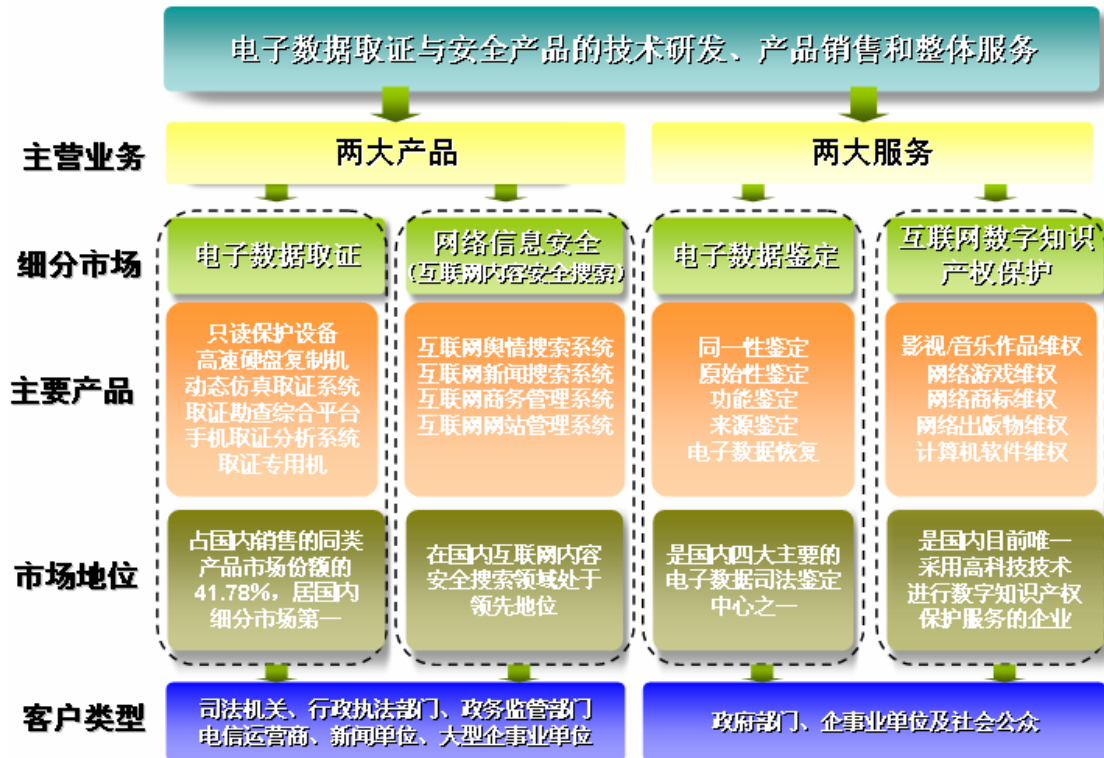 电子数据取证与安全产品的技术研发、产品销售和整体服务
主营业务
两大产品
两大服务
细分市场
电子数据取证
网络信息安全
(互联网内容安全搜索)
电子数据鉴定
互联网数字知识
产权保护
主要产品
只读保护设备
高速硬盘复制机
动态仿真取证系统
取证勘查综合平台
手机取证分析系统
取证专用机
互联网舆情搜索系统
互联网新闻搜索系统
互联网商务管理系统
互联网网站管理系统
同一性鉴定
原始性鉴定
功能鉴定
来源鉴定
电子数据恢复
影视/音乐作品维权
网络游戏维权
网络商标维权
网络出版物维权
计算机软件维权
市场地位
占国内销售的同类
产品市场份额的
41.78%，居国内
细分市场第一
在国内互联网内容
安全搜索领域处于
领先地位
是国内四大主要的
电子数据司法鉴定
中心之一
是国内目前唯一
采用高科技技术
进行数字知识产权
保护服务的企业
客户类型
司法机关、行政执法部门、政务监管部门
电信运营商、新闻单位、大型企事业单位
政府部门、企事业单位及社会公众